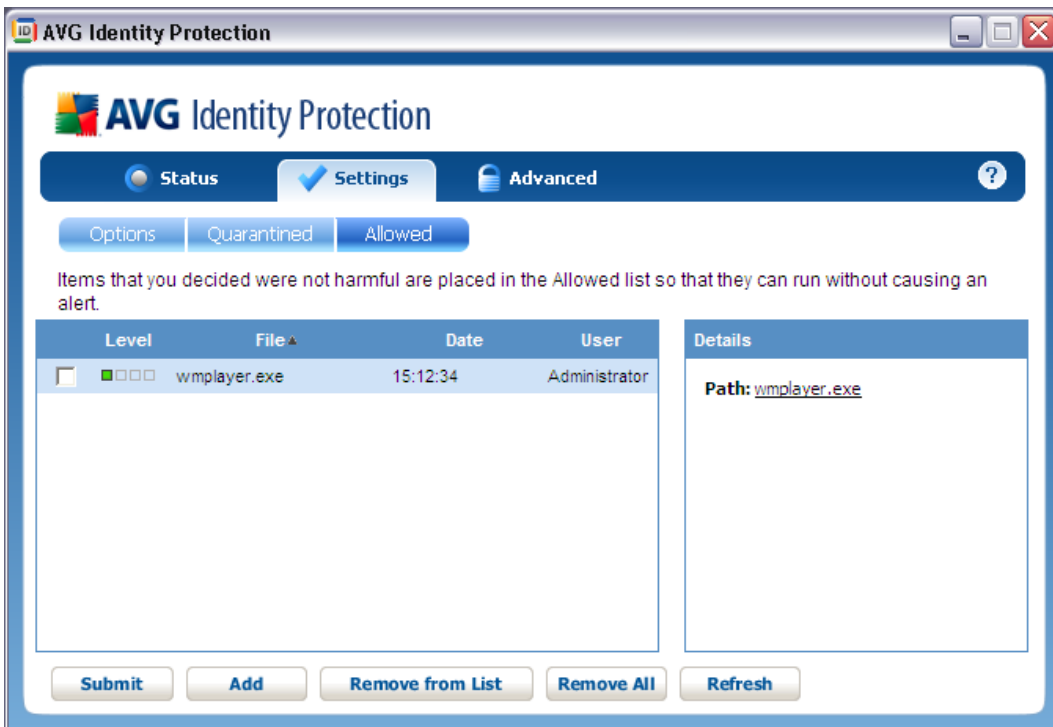 ID AVG Identity Protection
AVG Identity Protection
Status Settings Advanced ?
Options Quarantined Allowed
Items that you decided were not harmful are placed in the Allowed list so that they can run without causing an
alert.
Level File Date User Details
wmplayer.exe 15:12:34 Administrator
Path: wmplayer.exe
Submit Add Remove from List Remove All Refresh